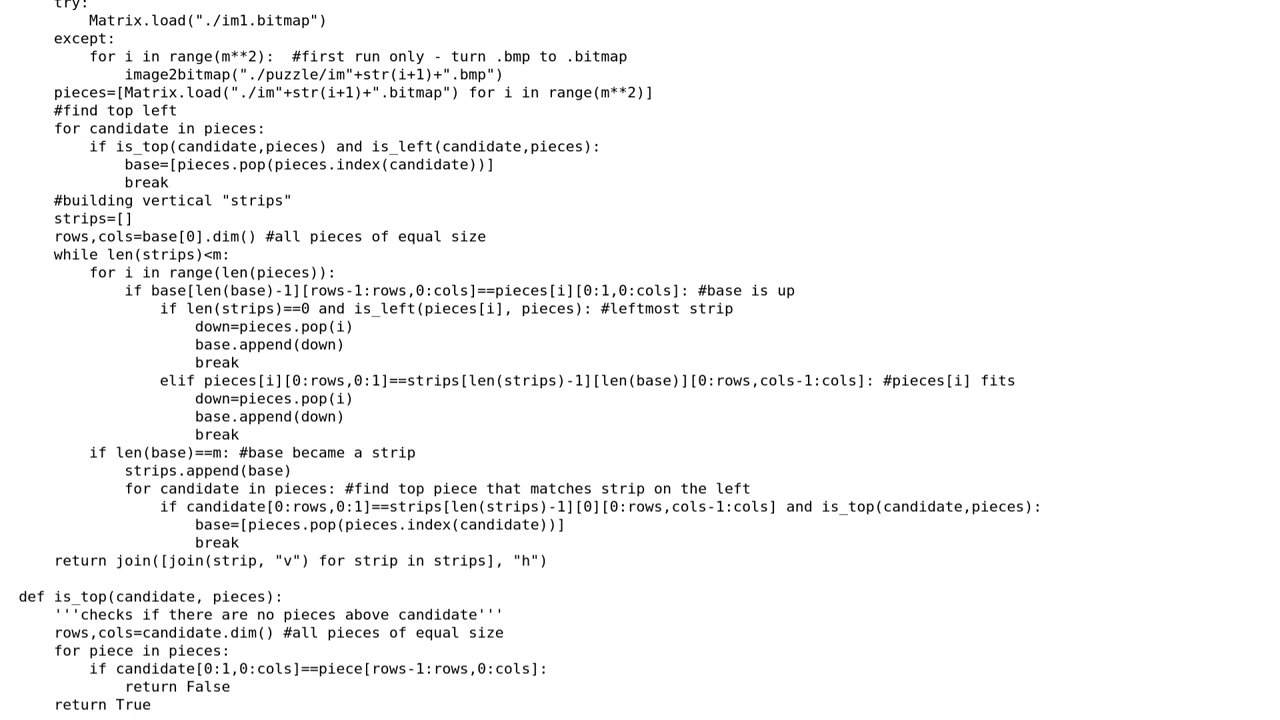 try:
        Matrix.load("./im1.bitmap")
    except:
        for i in range(m**2):  #first run only - turn .bmp to .bitmap
            image2bitmap("./puzzle/im"+str(i+1)+".bmp")
    pieces=[Matrix.load("./im"+str(i+1)+".bitmap") for i in range(m**2)]
    #find top left
    for candidate in pieces:
        if is_top(candidate,pieces) and is_left(candidate,pieces):
            base=[pieces.pop(pieces.index(candidate))]
            break
    #building vertical "strips"
    strips=[]
    rows,cols=base[0].dim() #all pieces of equal size
    while len(strips)<m:
        for i in range(len(pieces)):
            if base[len(base)-1][rows-1:rows,0:cols]==pieces[i][0:1,0:cols]: #base is up
                if len(strips)==0 and is_left(pieces[i], pieces): #leftmost strip
                    down=pieces.pop(i)
                    base.append(down)
                    break
                elif pieces[i][0:rows,0:1]==strips[len(strips)-1][len(base)][0:rows,cols-1:cols]: #pieces[i] fits
                    down=pieces.pop(i)
                    base.append(down)
                    break
        if len(base)==m: #base became a strip
            strips.append(base)
            for candidate in pieces: #find top piece that matches strip on the left
                if candidate[0:rows,0:1]==strips[len(strips)-1][0][0:rows,cols-1:cols] and is_top(candidate,pieces):
                    base=[pieces.pop(pieces.index(candidate))]
                    break
    return join([join(strip, "v") for strip in strips], "h")

def is_top(candidate, pieces):
    '''checks if there are no pieces above candidate'''
    rows,cols=candidate.dim() #all pieces of equal size
    for piece in pieces:
        if candidate[0:1,0:cols]==piece[rows-1:rows,0:cols]:
            return False
    return True